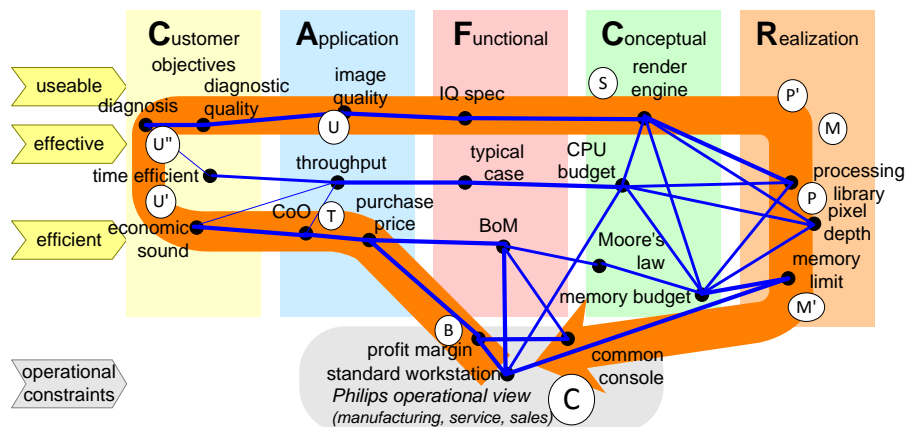 Customer
objectives
Application
Functional
Conceptual
Realization
useable
effective
efficient
operational
constraints
diagnosis
diagnostic
quality
image
quality
IQ spec
render
engine
S
P'
M
U
U"
time efficient
throughput
typical
case
CPU
budget
processing
library
P
pixel
depth
U'
economic
sound
CoO
T
purchase
price
BoM
Moore's
law
memory budget
memory
limit
M'
B
profit margin
standard workstation
common
console
C
Philips operational view
(manufacturing, service, sales)